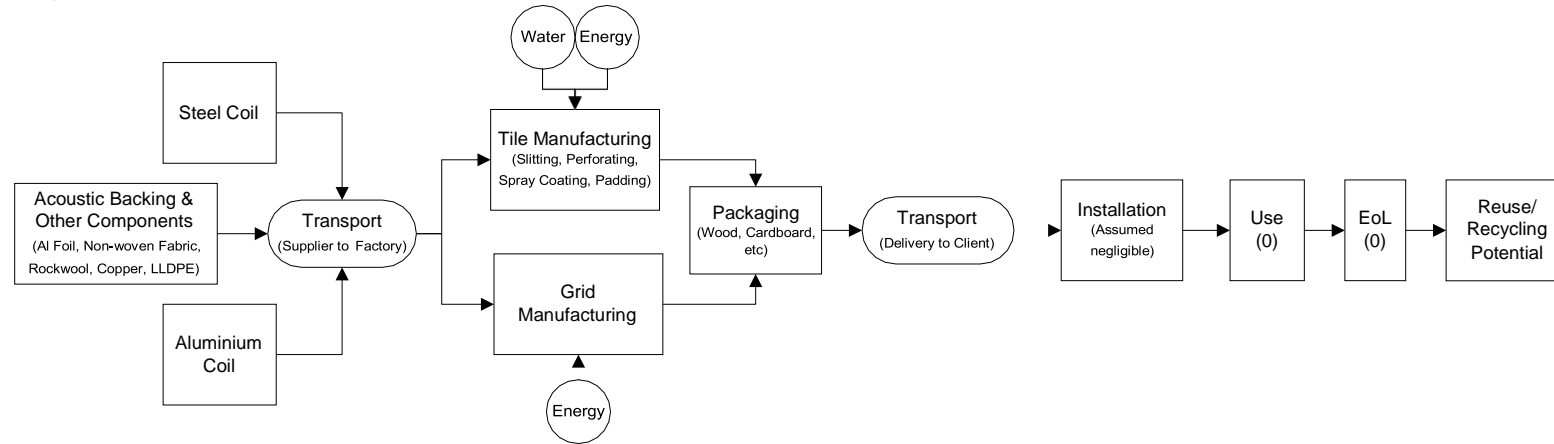 Water
Energy
Steel Coil
Tile Manufacturing
(Slitting, Perforating,
Spray Coating, Padding)
Acoustic Backing &
Other Components
(Al Foil, Non-woven Fabric,
Rockwool, Copper, LLDPE)
Transport
(Supplier to Factory)
Packaging
(Wood, Cardboard,
etc)
Transport
(Delivery to Client)
Installation
(Assumed
negligible)
Use
(0)
EoL
(0)
Reuse/
Recycling
Potential
Grid
Manufacturing
Aluminium
Coil
Energy